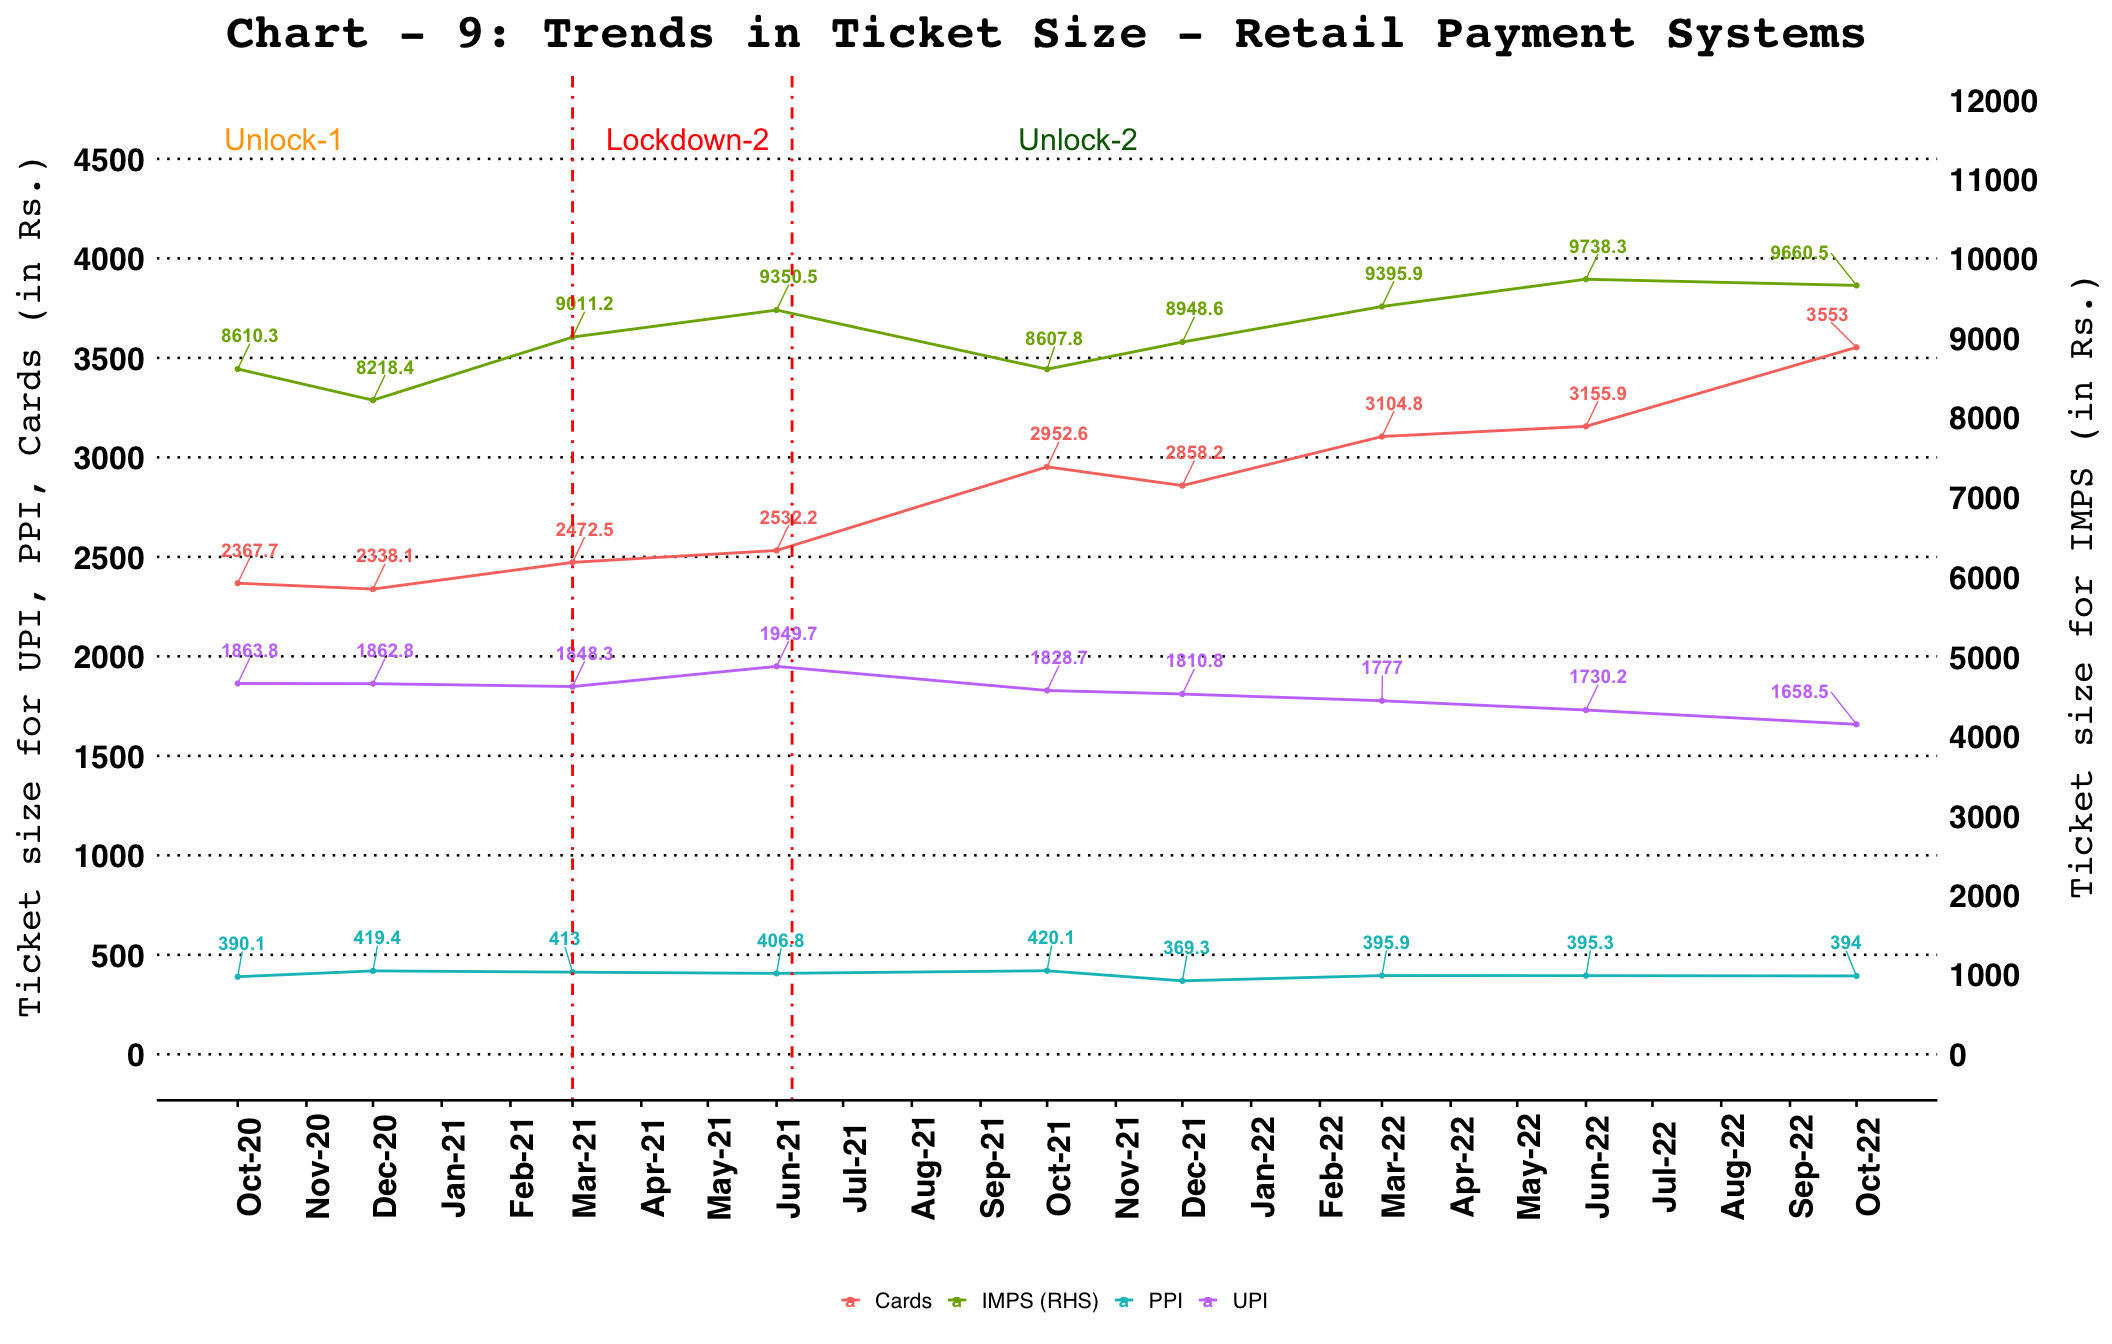 Chart - 9: Trends in Ticket Size - Retail Payment Systems
Unlock-1
Lockdown-2
Unlock-2
Ticket size for UPI, PPI, Cards (in Rs.)
4500
4000
3500
3000
2500
2000
1500
1000
500
0
12000
11000
10000
9000
8000
7000
6000
5000
4000
3000
2000
1000
0
Ticket size for IMPS (in Rs.)
8610.3
8218.4
9011.2
9350.5
8607.8
8948.6
9395.9
9738.3
9660.5
2367.7
2338.1
2472.5
2532.2
2952.6
2858.2
3104.8
3155.9
3553
1863.8
1862.8
1848.3
1949.7
1828.7
1810.8
1777
1730.2
1658.5
390.1
419.4
413
406.8
420.1
369.3
395.9
395.3
394
Oct-20
Nov-20
Dec-20
Jan-21
Feb-21
Mar-21
Apr-21
May-21
Jun-21
Jul-21
Aug-21
Sep-21
Oct-21
Nov-21
Dec-21
Jan-22
Feb-22
Mar-22
Apr-22
May-22
Jun-22
Jul-22
Aug-22
Sep-22
Oct-22
a Cards a IMPS (RHS) a PPI a UPI